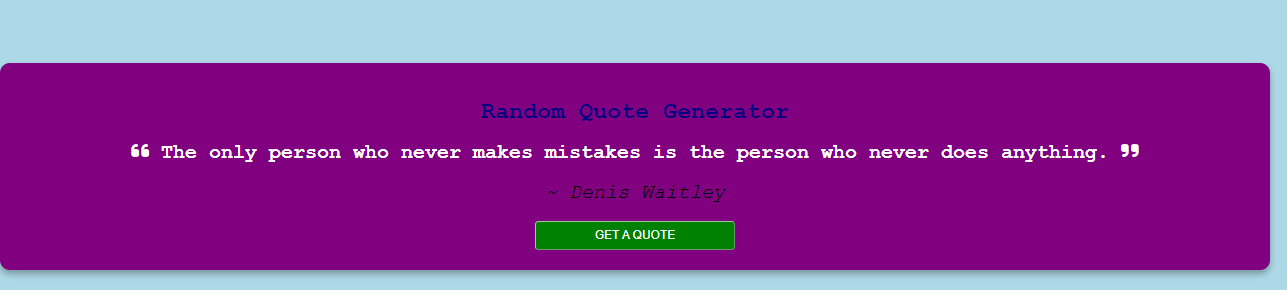 Random Quote Generator
❝ The only person who never makes mistakes is the person who never does anything. ❞
~ Denis Waitley
GET A QUOTE